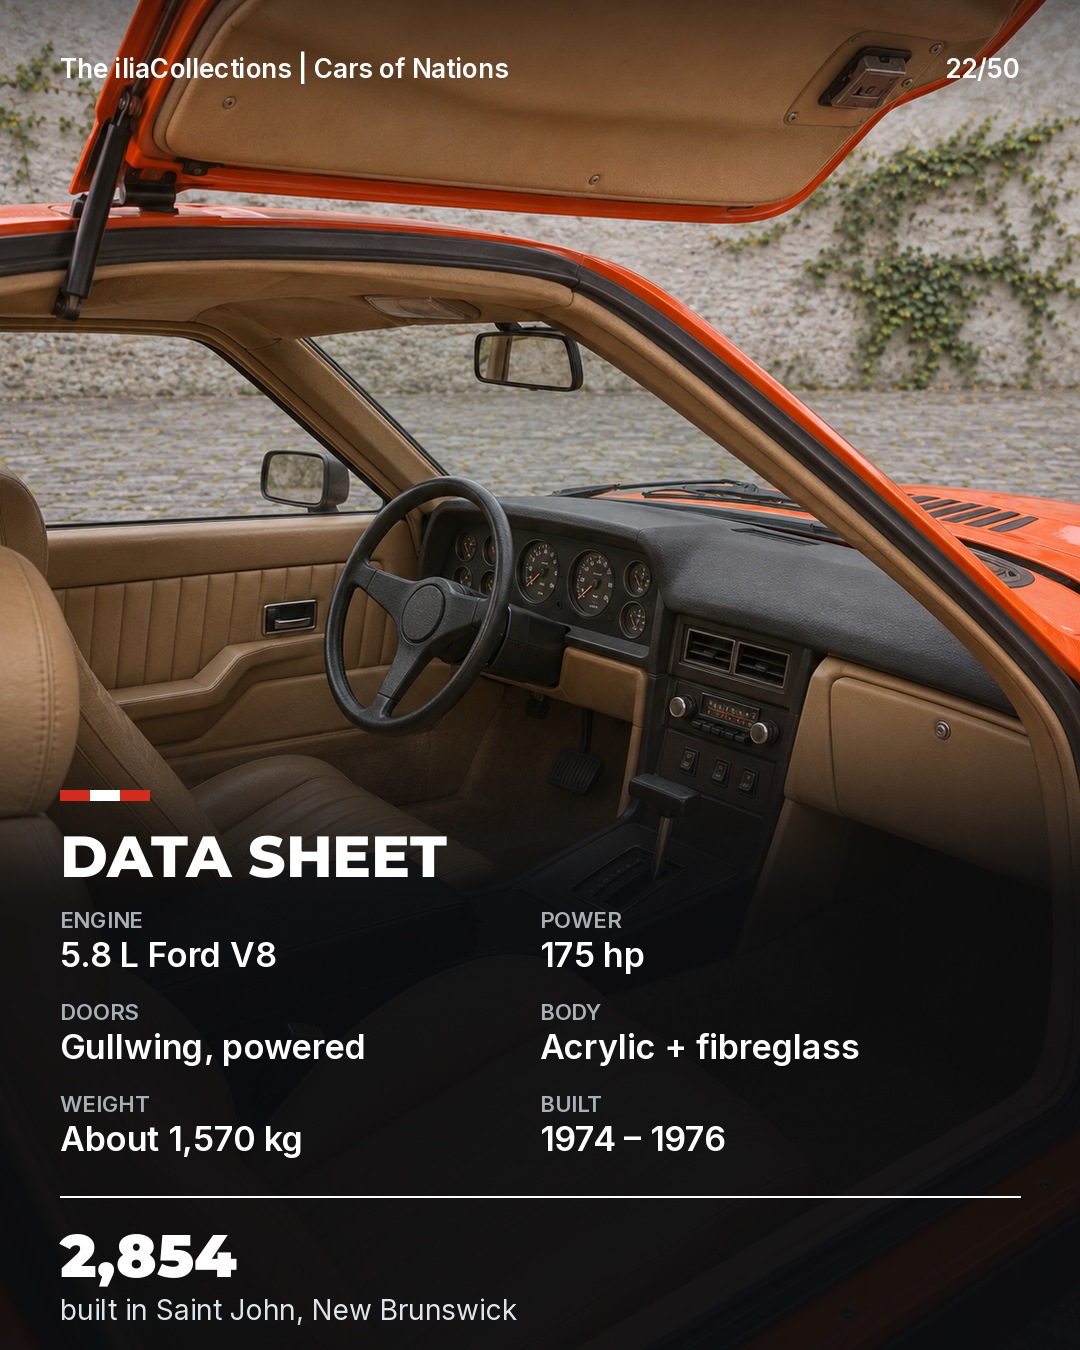 The iliaCollections | Cars of Nations
22/50
DATA SHEET
ENGINE
5.8 L Ford V8
POWER
175 hp
DOORS
Gullwing, powered
BODY
Acrylic + fibreglass
WEIGHT
About 1,570 kg
BUILT
1974 – 1976
2,854
built in Saint John, New Brunswick